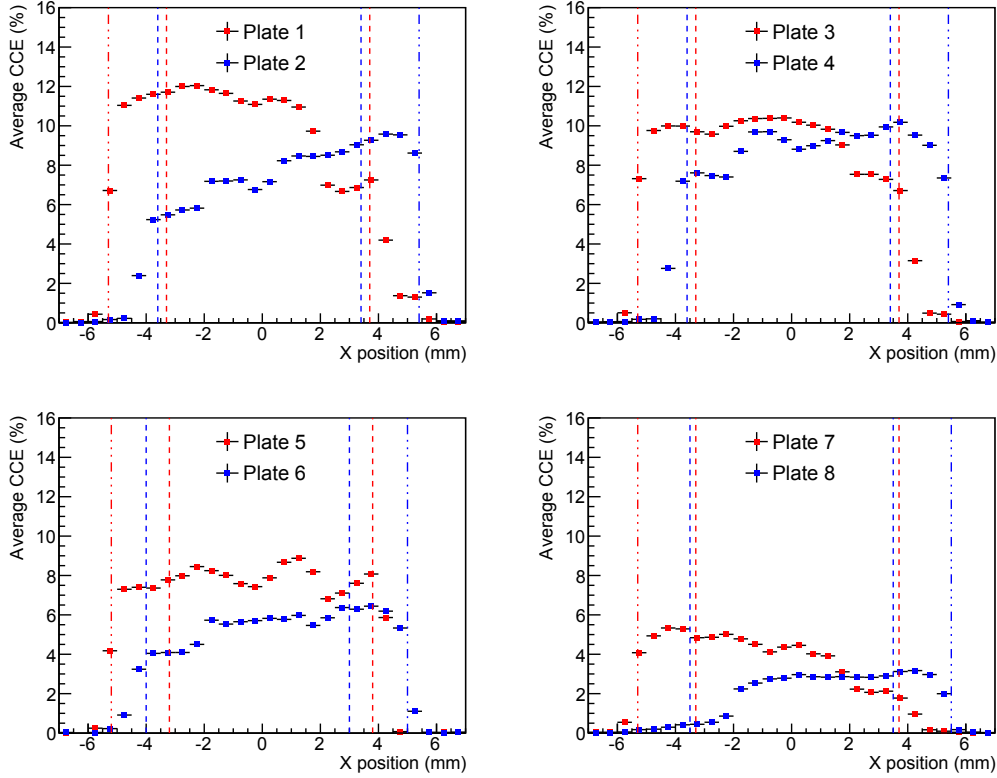 Average CCE (%)
16
14
12
10
8
6
4
2
0
Plate 1
Plate 2
-6 -4 -2 0 2 4 6
X position (mm)
Average CCE (%)
16
14
12
10
8
6
4
2
0
Plate 3
Plate 4
-6 -4 -2 0 2 4 6
X position (mm)
Average CCE (%)
16
14
12
10
8
6
4
2
0
Plate 5
Plate 6
-6 -4 -2 0 2 4 6
X position (mm)
Average CCE (%)
16
14
12
10
8
6
4
2
0
Plate 7
Plate 8
-6 -4 -2 0 2 4 6
X position (mm)